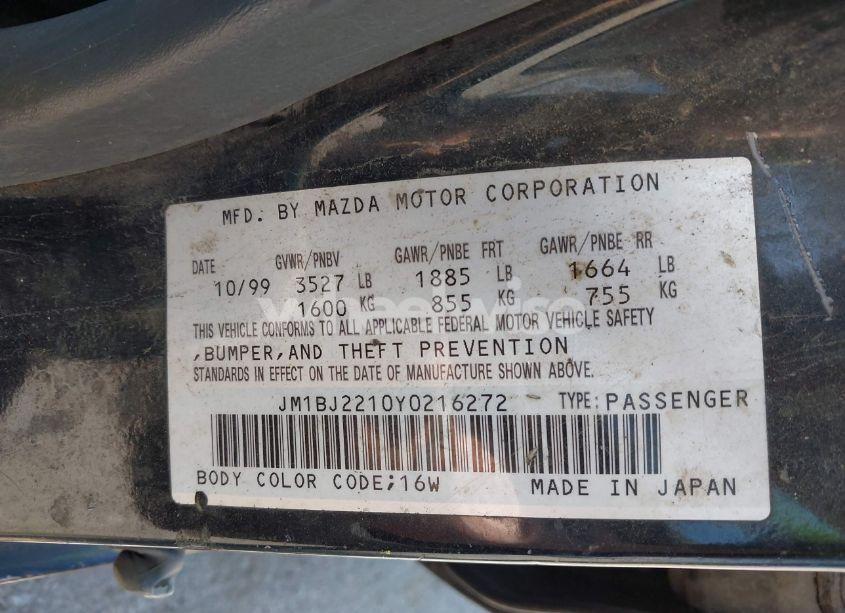 MFD. BY MAZDA MOTOR CORPORATION
DATE GVWR/PNBV GAWR/PNBE FRT GAWR/PNBE RR
10/99 3527 LB 1885 LB 1664 LB
1600 KG 855 KG 755 KG
THIS VEHICLE CONFORMS TO ALL APPLICABLE FEDERAL MOTOR VEHICLE SAFETY
,BUMPER,AND THEFT PREVENTION
STANDARDS IN EFFECT ON THE DATE OF MANUFACTURE SHOWN ABOVE.
JM1BJ2210Y0216272 TYPE:PASSENGER
BODY COLOR CODE;16W MADE IN JAPAN